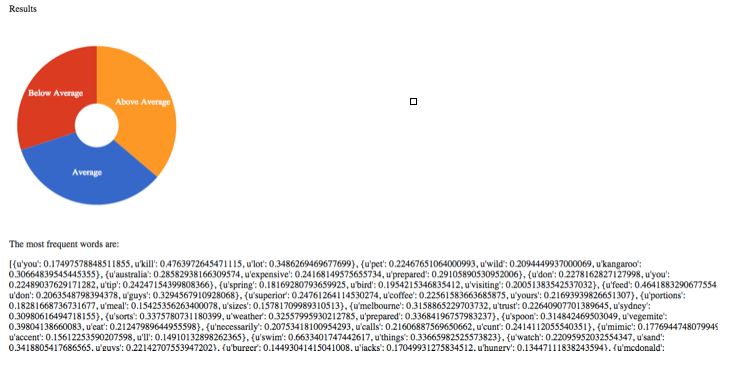 Results
Below Average
Above Average
Average
The most frequent words are:
[{u'you': 0.17497578848511855, u'kill': 0.4763972645471115, u'lot': 0.3486269469677699}, {u'pet': 0.22467651064000993, u'wild': 0.2094449937000069, u'kangaroo':
0.30664839545445355}, {u'australia': 0.28582938166309574, u'expensive': 0.24168149575655734, u'prepared': 0.29105890530952006}, {u'don': 0.2278162827127998, u'you':
0.22489037629171282, u'tip': 0.24247154399808366}, {u'spring': 0.18169280793659925, u'bird': 0.1954215346835412, u'visiting': 0.20051383542537032}, {u'feed': 0.4641883290677554
u'don': 0.2063548798394378, u'guys': 0.3294567910928068}, {u'superior': 0.24761264114530274, u'coffee': 0.22561583663685875, u'yours': 0.21693939826651307}, {u'portions':
0.18281668736731677, u'meal': 0.15425356263400078, u'sizes': 0.157817099893105­13}, {u'melbourne': 0.3158865229703732, u'trust': 0.22640907701389645, u'sydney':
0.30980616494718155}, {u'sorts': 0.3375780731180399, u'weather': 0.32557995930212785, u'prepared': 0.33684196757983237}, {u'spoon': 0.314842469503049, u'vegemite':
0.39804138660083, u'eat': 0.21247989644955598}, {u'necessarily': 0.20753418100954293, u'calls': 0.21606887569650662, u'cunt': 0.2414112055540351}, {u'mimic': 0.1776944748079949
u'accent': 0.15612253590207598, u'll': 0.14910132898262365}, {u'swim': 0.6633401747442617, u'things': 0.33665982525573823}, {u'watch': 0.22095952032554347, u'sand':
0.3418805417686565, u'guys': 0.22142707553947202}, {u'burger': 0.14493041415041008, u'jacks': 0.17049931275834512, u'hungry': 0.13447111838243594}, {u'mcdonald':